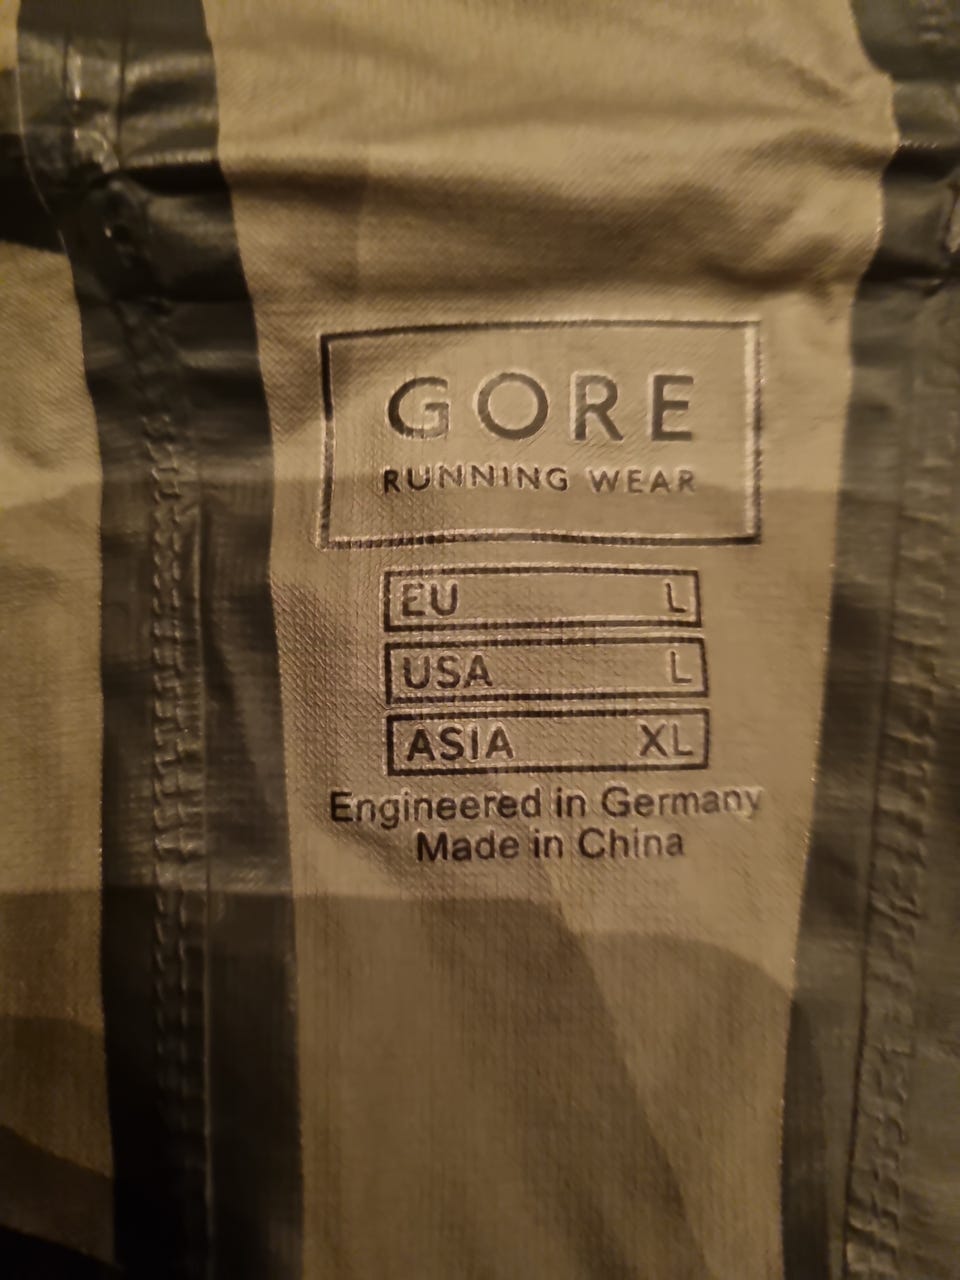 GORE
RUNNING WEAR
EU L
USA L
ASIA XL
Engineered in Germany
Made in China